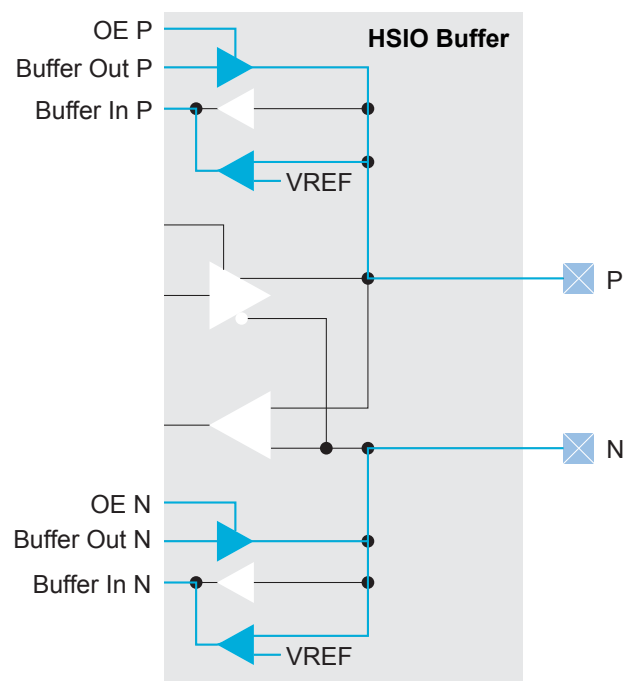 OE P
HSIO Buffer
Buffer Out P
Buffer In P
VREF
P
N
OE N
Buffer Out N
Buffer In N
VREF